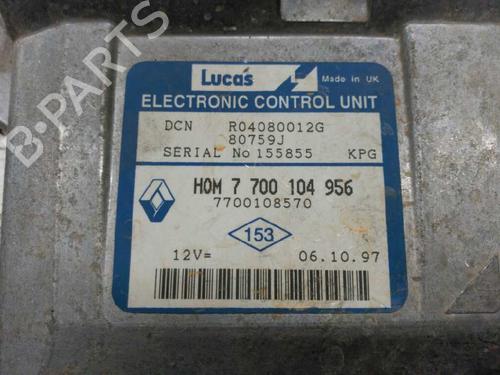 Lucas Made in UK
ELECTRONIC CONTROL UNIT
DCN R04080012G
80759J
SERIAL No 155855 KPG
HOM 7 700 104 956
7700108570
153
12V= 06.10.97
B-PARTS